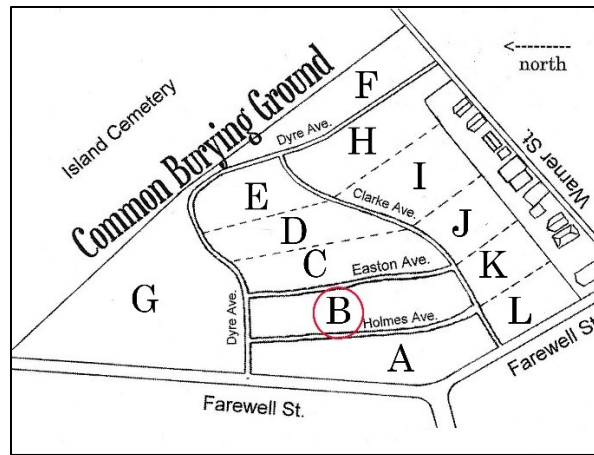 F
north
Island Cemetery
Common Burying Ground
Dyre Ave.
Warner St.
H
E
I
Clarke Ave.
D
J
C
Easton Ave.
K
G
B
Dyre Ave.
Holmes Ave.
L
A
Farewell St.
Farewell St.